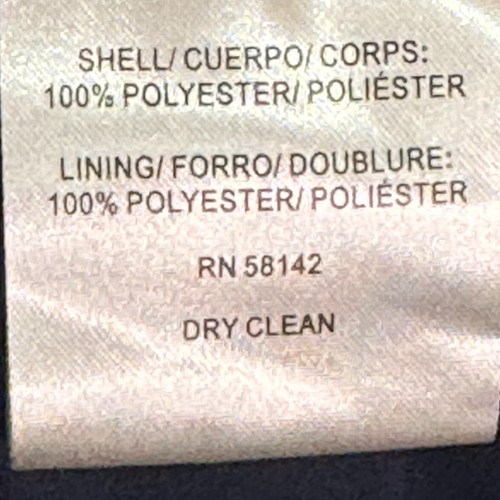 SHELL/ CUERPO/ CORPS:
100% POLYESTER/ POLIÉSTER
LINING/ FORRO/ DOUBLURE:
100% POLYESTER/ POLIÉSTER
RN 58142
DRY CLEAN